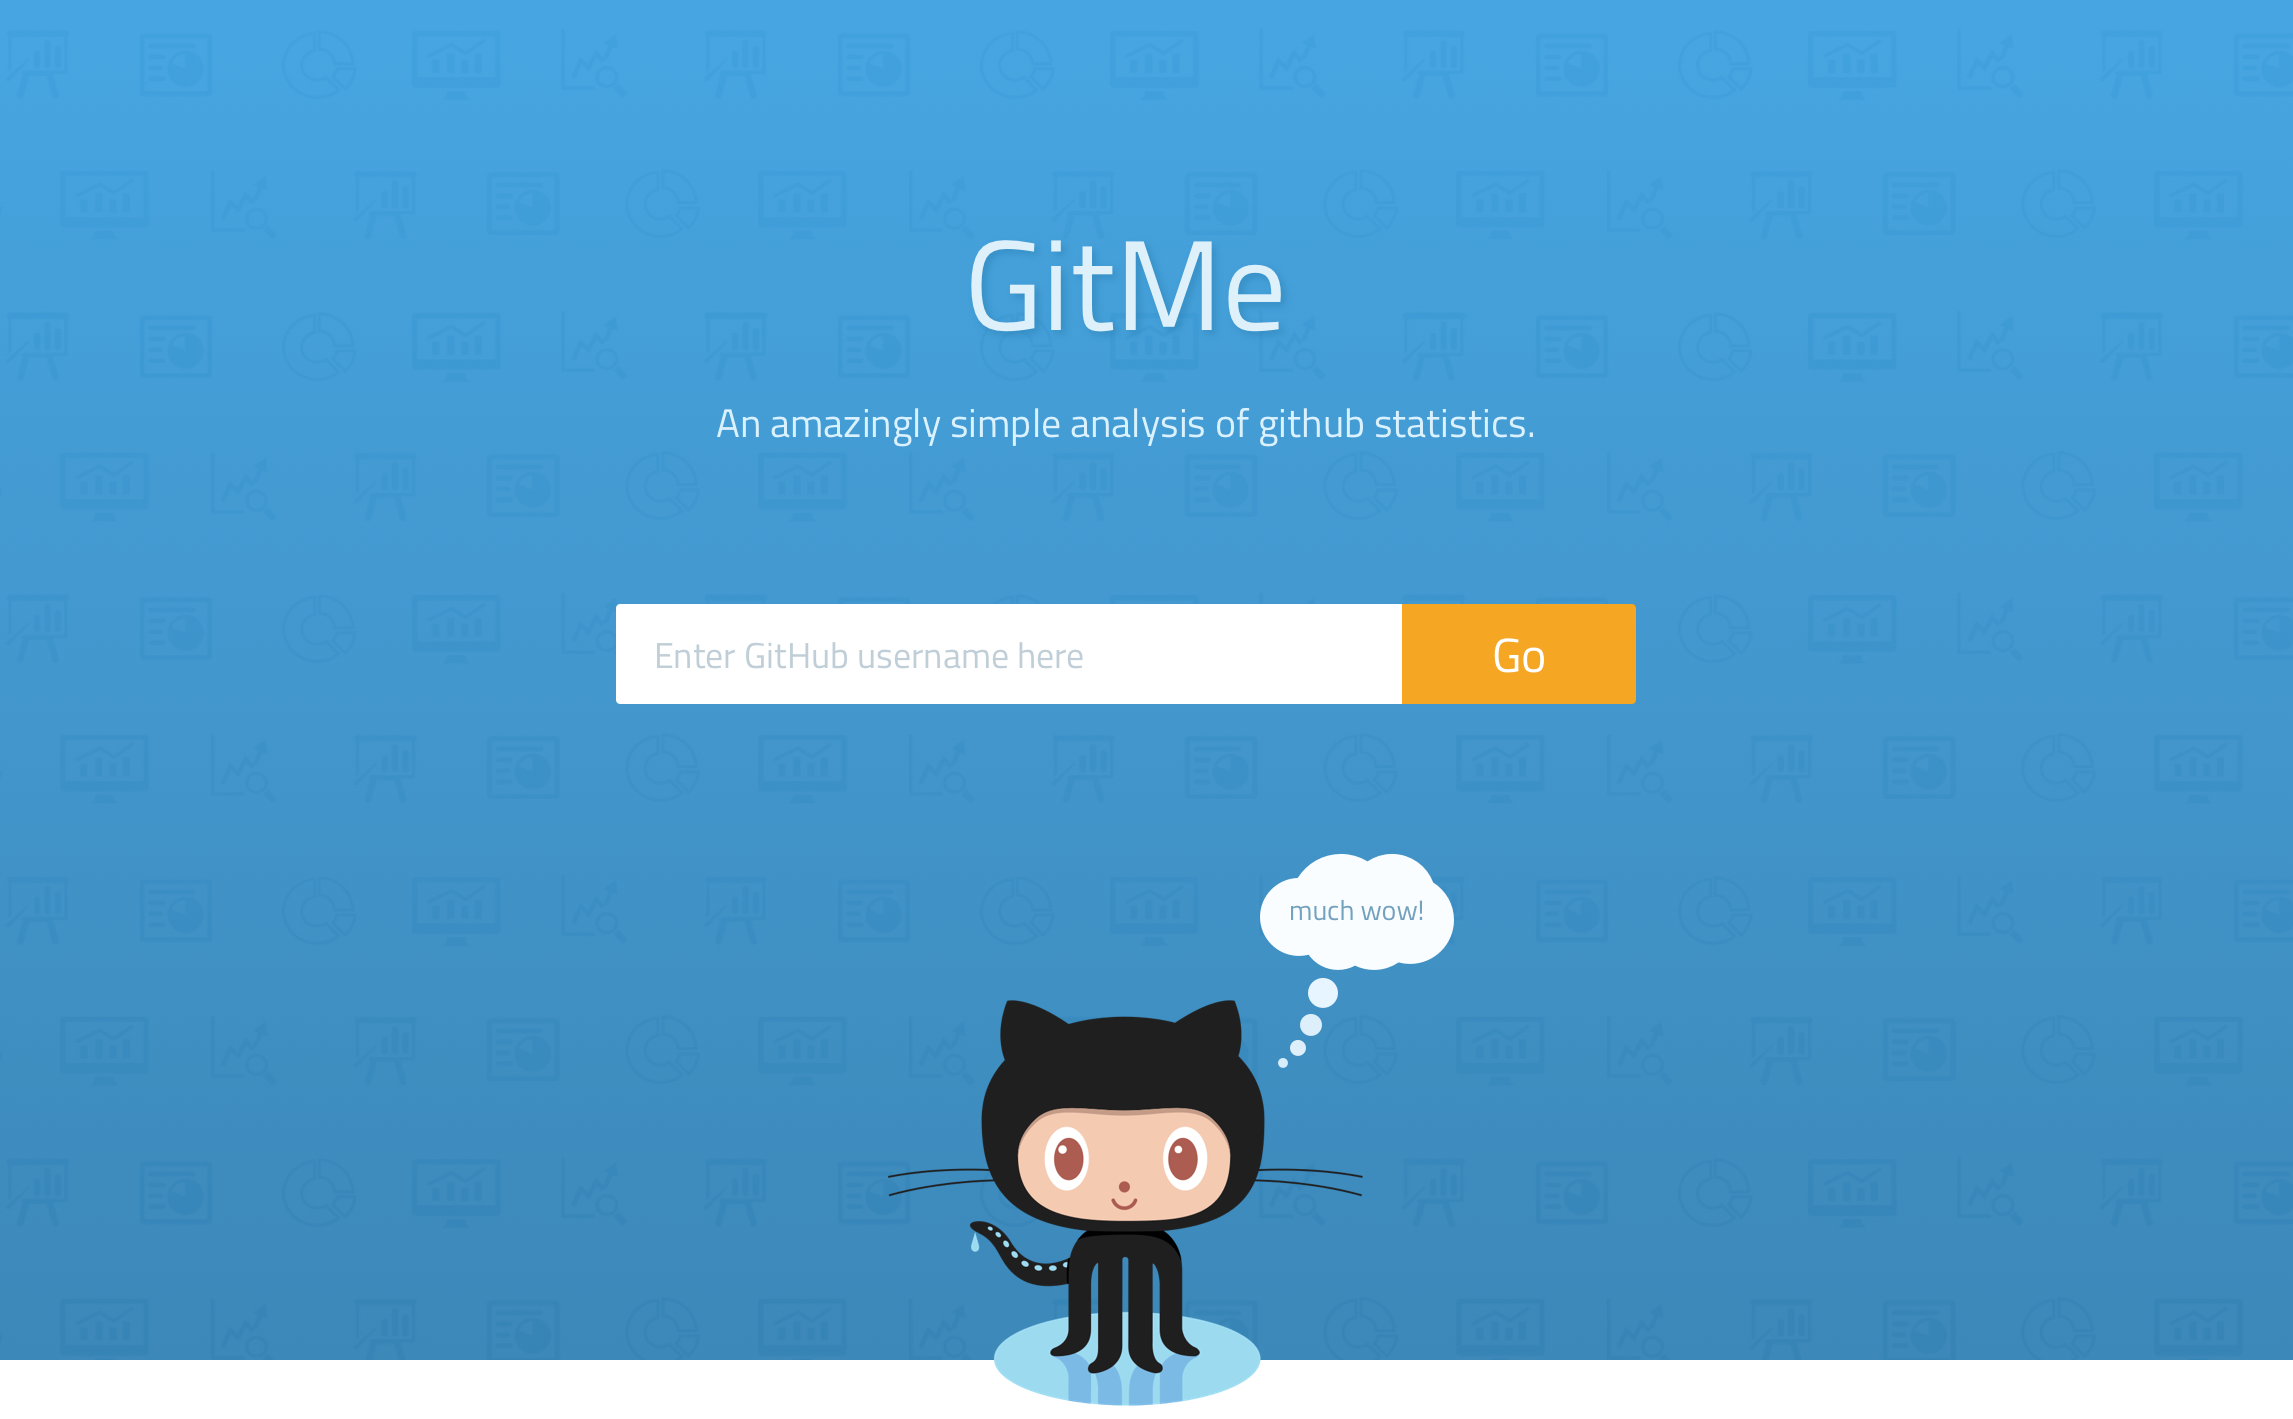 GitMe
An amazingly simple analysis of github statistics.
Enter GitHub username here
Go
much wow!